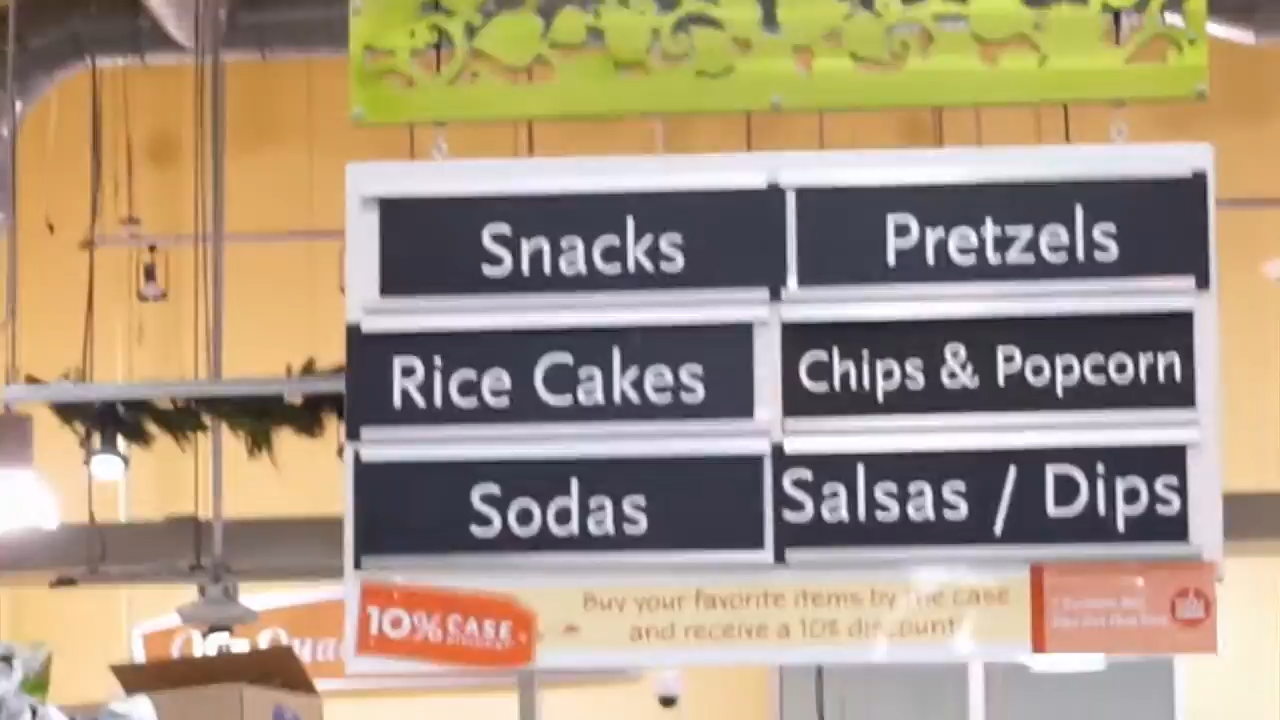 Snacks
Pretzels
Rice Cakes
Chips & Popcorn
Sodas
Salsas / Dips
10% CASE
DISCOUNT
Buy your favorite items by the case
and receive a 10% discount